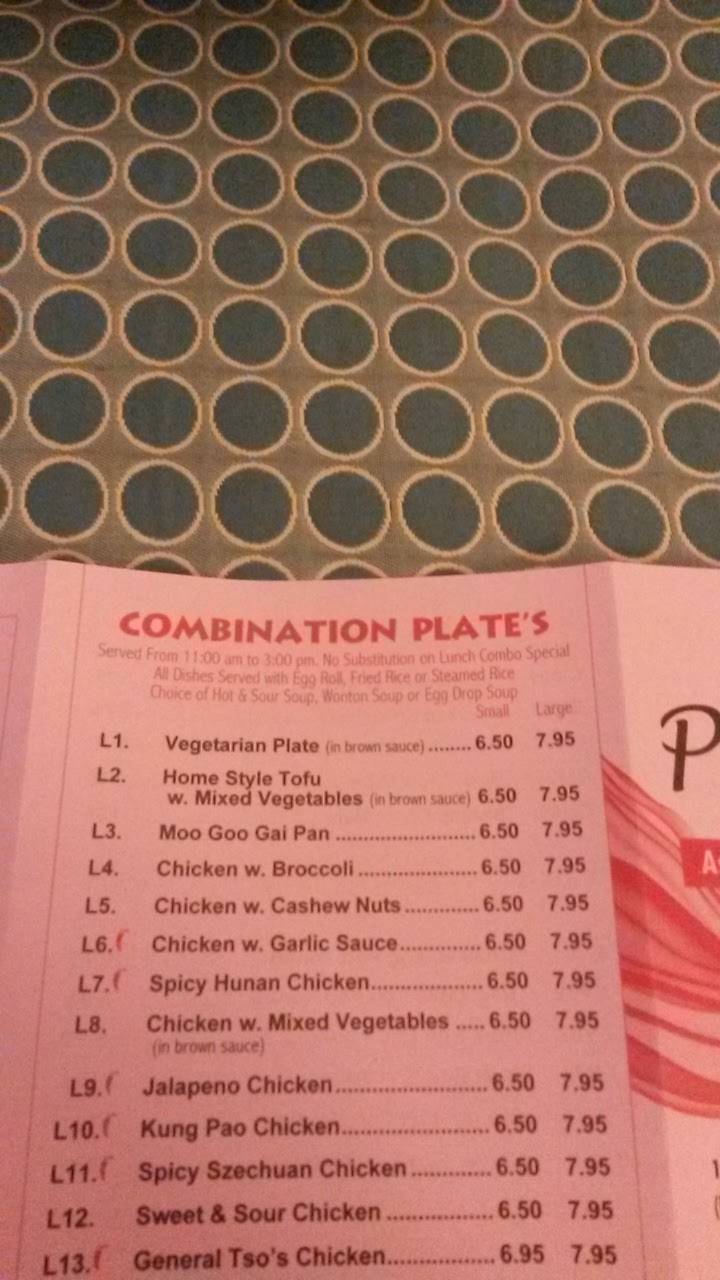 COMBINATION PLATE'S
Served From 11:00 am to 3:00 pm. No Substitution on Lunch Combo Special
All Dishes Served with Egg Roll, Fried Rice or Steamed Rice
Choice of Hot & Sour Soup, Wonton Soup or Egg Drop Soup
Small Large
L1. Vegetarian Plate (in brown sauce) ........ 6.50 7.95
L2. Home Style Tofu
w. Mixed Vegetables (in brown sauce) 6.50 7.95
L3. Moo Goo Gai Pan ........................ 6.50 7.95
L4. Chicken w. Broccoli ..................... 6.50 7.95
L5. Chicken w. Cashew Nuts ............. 6.50 7.95
L6. Chicken w. Garlic Sauce.............. 6.50 7.95
L7. Spicy Hunan Chicken................... 6.50 7.95
L8. Chicken w. Mixed Vegetables ..... 6.50 7.95
(in brown sauce)
L9. Jalapeno Chicken.......................... 6.50 7.95
L10. Kung Pao Chicken......................... 6.50 7.95
L11. Spicy Szechuan Chicken ............. 6.50 7.95
L12. Sweet & Sour Chicken ................. 6.50 7.95
L13. General Tso's Chicken.................. 6.95 7.95
P
A